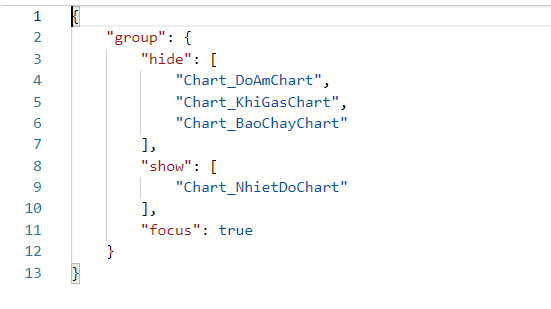 1 {
2 "group": {
3 "hide": [
4 "Chart_DoAmChart",
5 "Chart_KhiGasChart",
6 "Chart_BaoChayChart"
7 ],
8 "show": [
9 "Chart_NhietDoChart"
10 ],
11 "focus": true
12 }
13 }